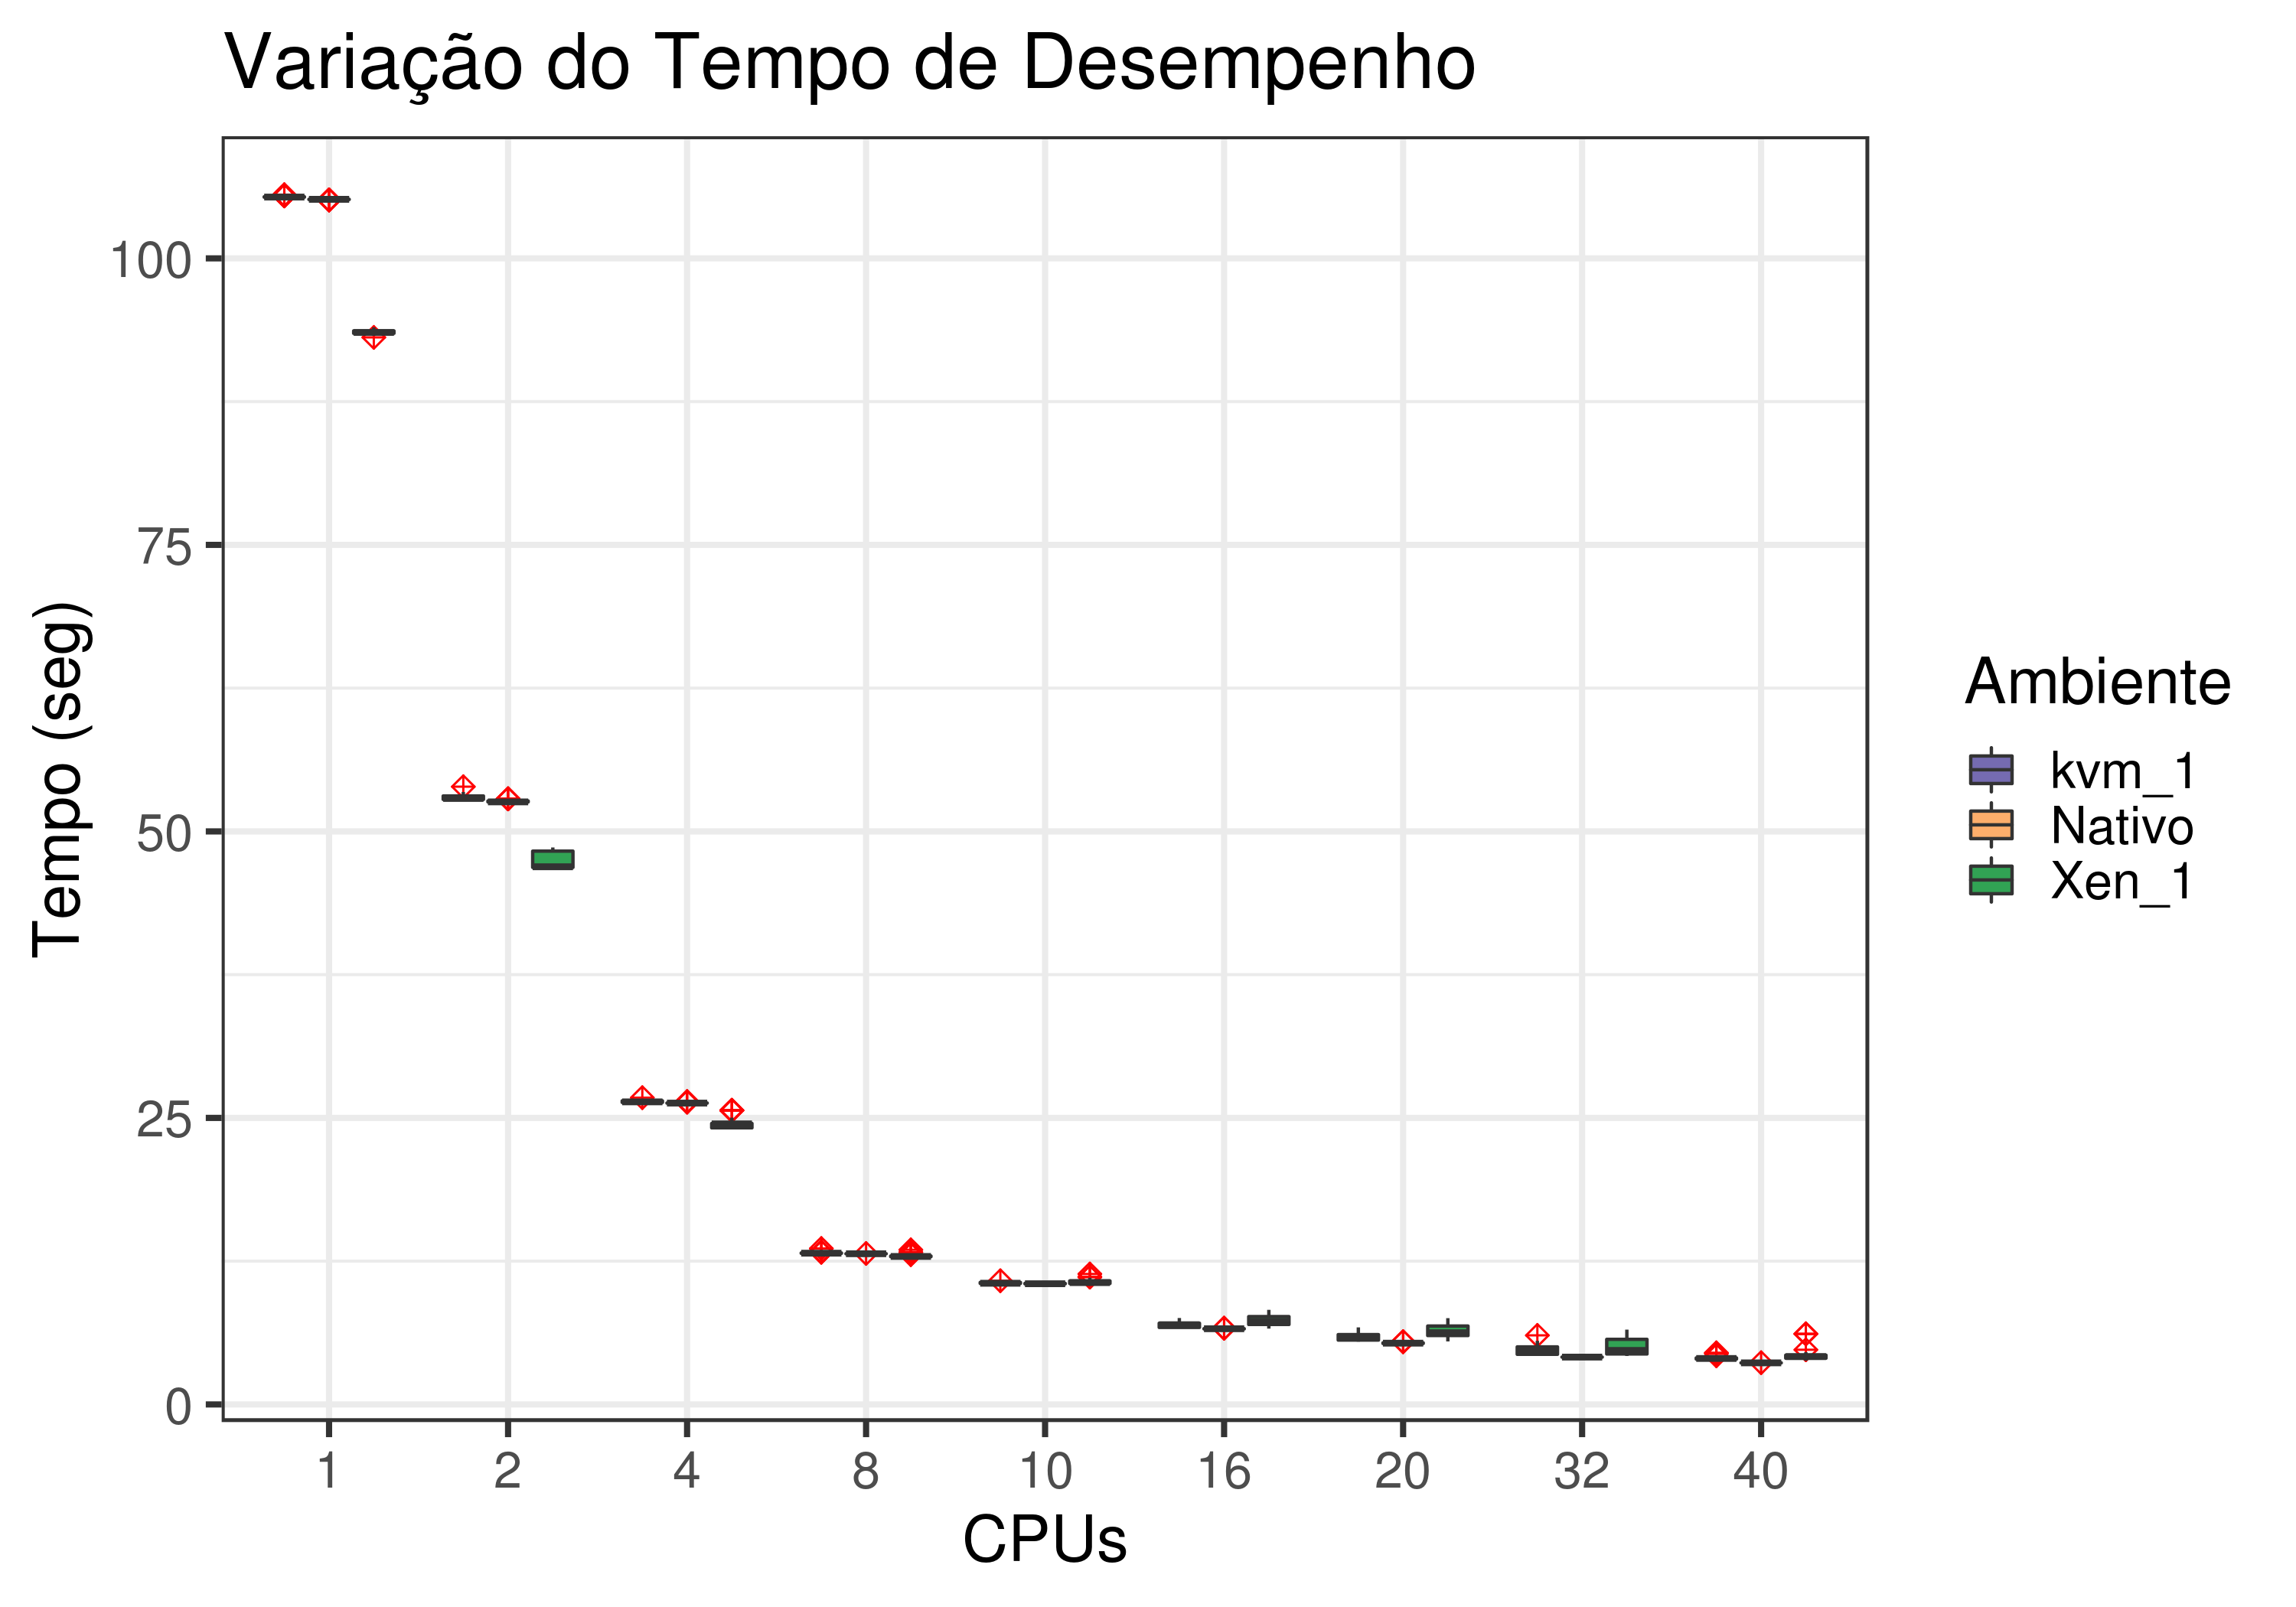 Variação do Tempo de Desempenho
Tempo (seg)
100
75
50
25
0
1 2 4 8 10 16 20 32 40
CPUs
Ambiente
kvm_1
Nativo
Xen_1